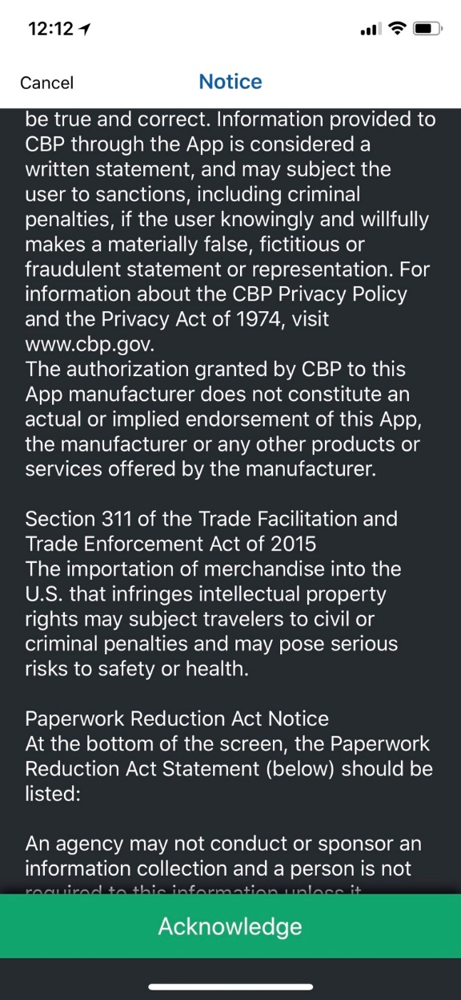 12:12
Cancel
Notice
be true and correct. Information provided to
CBP through the App is considered a
written statement, and may subject the
user to sanctions, including criminal
penalties, if the user knowingly and willfully
makes a materially false, fictitious or
fraudulent statement or representation. For
information about the CBP Privacy Policy
and the Privacy Act of 1974, visit
www.cbp.gov.
The authorization granted by CBP to this
App manufacturer does not constitute an
actual or implied endorsement of this App,
the manufacturer or any other products or
services offered by the manufacturer.
Section 311 of the Trade Facilitation and
Trade Enforcement Act of 2015
The importation of merchandise into the
U.S. that infringes intellectual property
rights may subject travelers to civil or
criminal penalties and may pose serious
risks to safety or health.
Paperwork Reduction Act Notice
At the bottom of the screen, the Paperwork
Reduction Act Statement (below) should be
listed:
An agency may not conduct or sponsor an
information collection and a person is not
required to this information unless it
Acknowledge